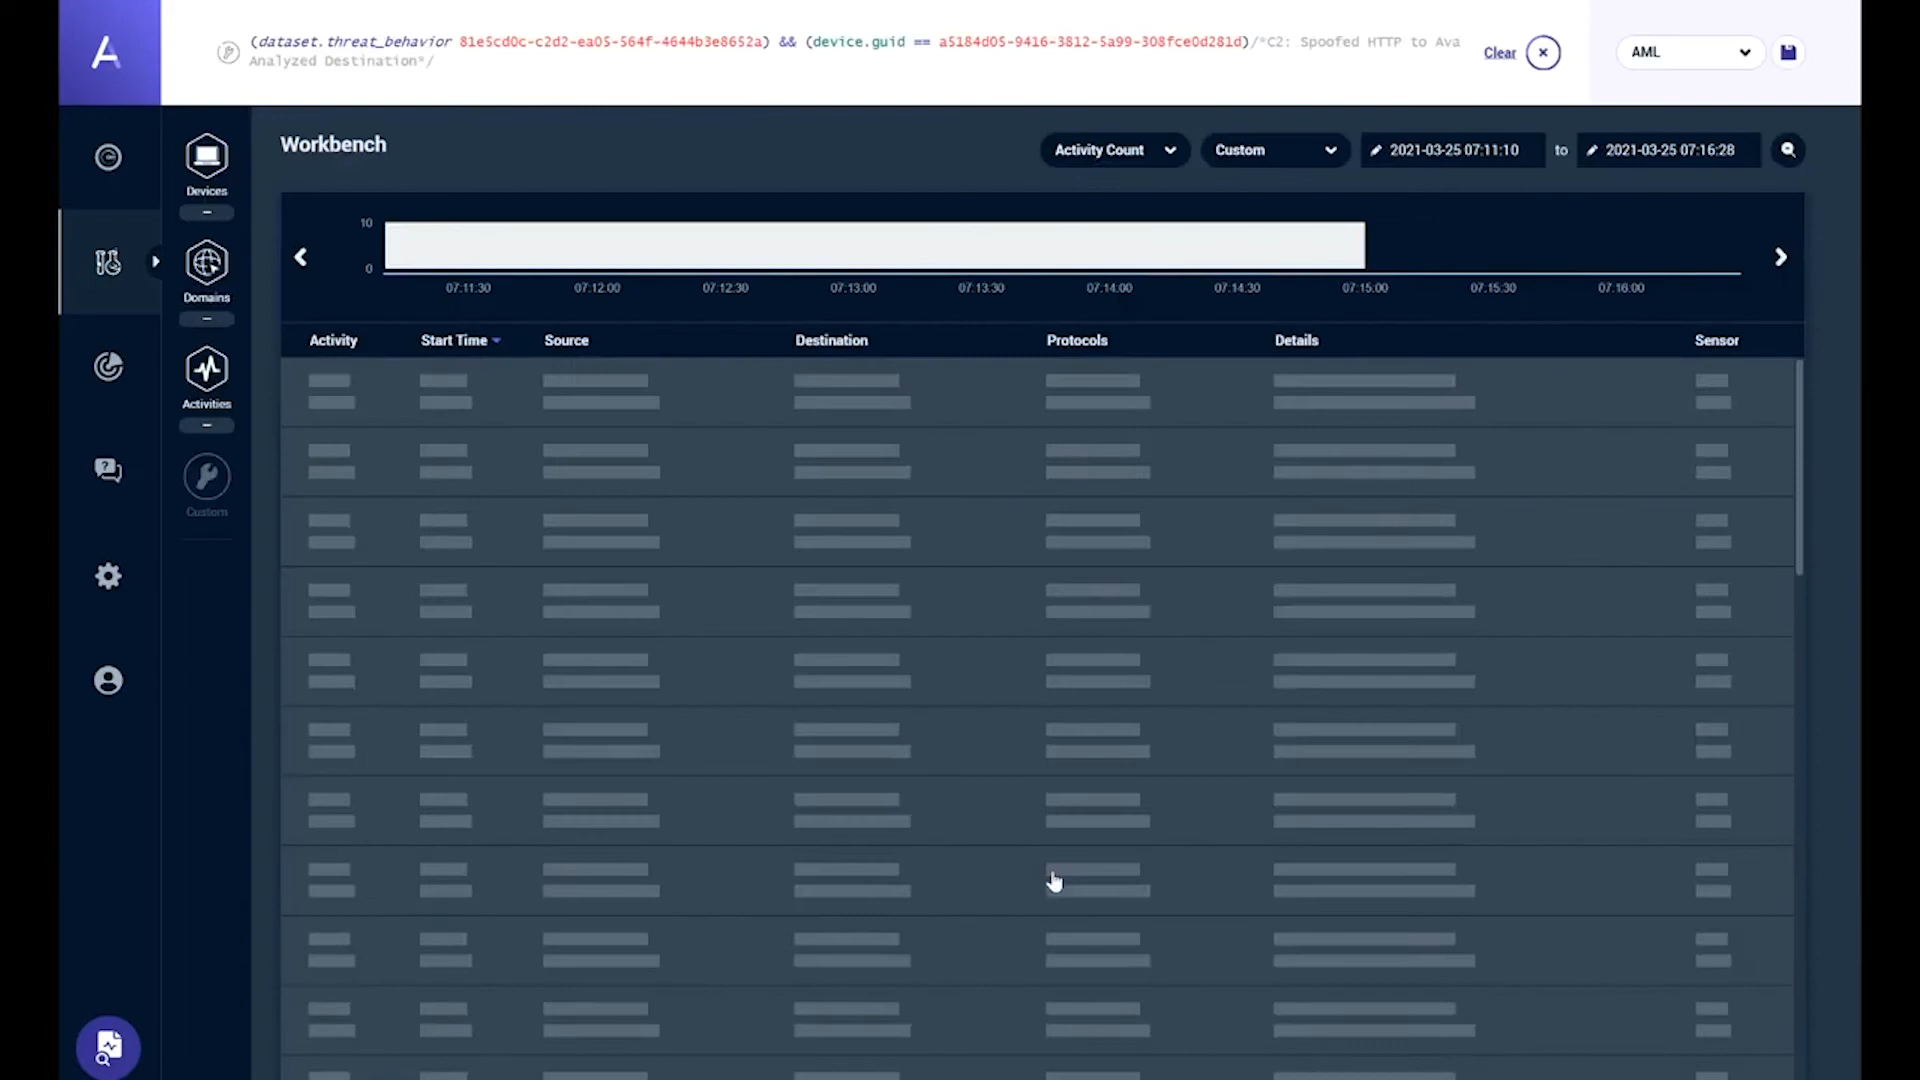 (dataset.threat_behavior 81e5cd0c-c2d2-ea05-564f-4644b3e8652a) && (device.guid == a5184d05-9416-3812-5a99-308fce0d281d)/*C2: Spoofed HTTP to Ava
Analyzed Destination*/
Clear
AML
Workbench
Activity Count
Custom
2021-03-25 07:11:10
to
2021-03-25 07:16:28
Devices
Domains
Activities
Custom
10
0
07:11:30 07:12:00 07:12:30 07:13:00 07:13:30 07:14:00 07:14:30 07:15:00 07:15:30 07:16:00
Activity Start Time Source Destination Protocols Details Sensor